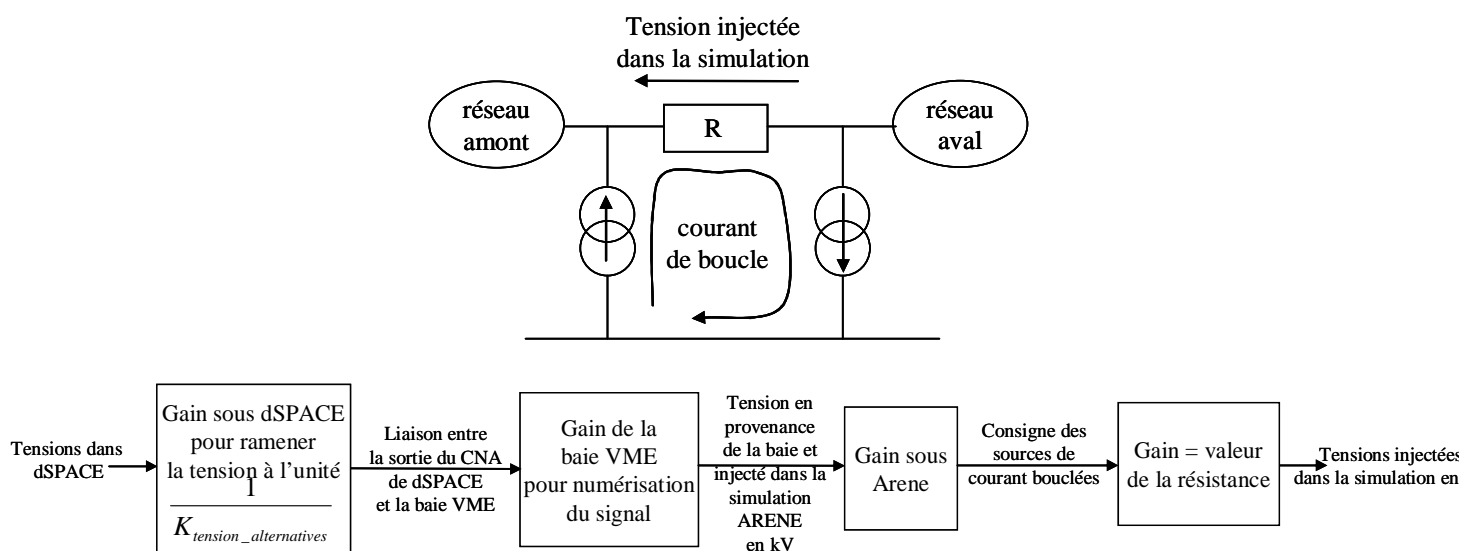 Tension injectée
dans la simulation
réseau
amont
R
réseau
aval
courant
de boucle
Tensions dans
dSPACE
Gain sous dSPACE
pour ramener
la tension à l'unité
1
K tension_alternatives
Liaison entre
la sortie du CNA
de dSPACE
et la baie VME
Gain de la
baie VME
pour numérisation
du signal
Tension en
provenance
de la baie et
injecté dans la
simulation
ARENE
en kV
Gain sous
Arene
Consigne des
sources de
courant bouclées
Gain = valeur
de la résistance
Tensions injectées
dans la simulation en